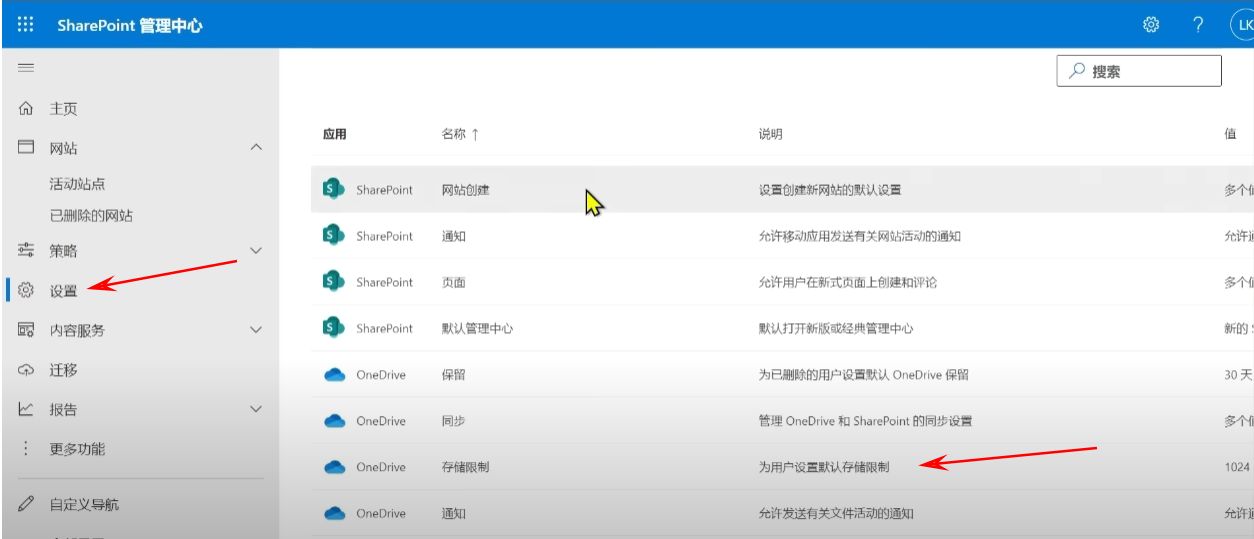 SharePoint 管理中心
? LK
搜索
主页
网站
活动站点
已删除的网站
策略
设置
内容服务
迁移
报告
更多功能
自定义导航
应用 名称 ↑ 说明 值
SharePoint 网站创建 设置创建新网站的默认设置 多个
SharePoint 通知 允许移动应用发送有关网站活动的通知 允许
SharePoint 页面 允许用户在新式页面上创建和评论 多个
SharePoint 默认管理中心 默认打开新版或经典管理中心 新的
OneDrive 保留 为已删除的用户设置默认 OneDrive 保留 30 天
OneDrive 同步 管理 OneDrive 和 SharePoint 的同步设置 多个
OneDrive 存储限制 为用户设置默认存储限制 1024
OneDrive 通知 允许发送有关文件活动的通知 允许